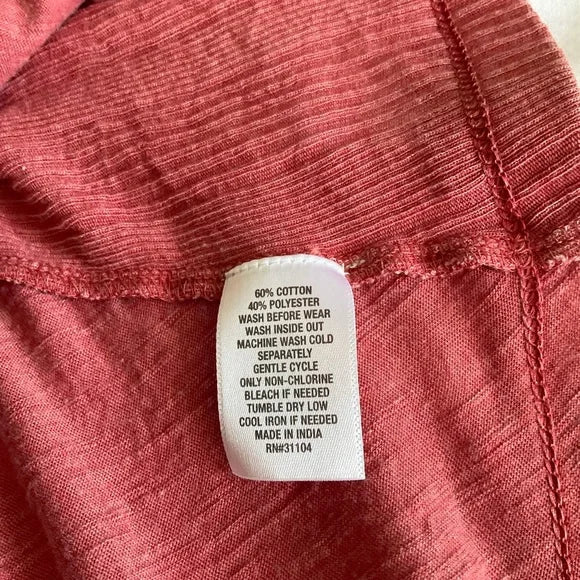 60% COTTON
40% POLYESTER
WASH BEFORE WEAR
WASH INSIDE OUT
MACHINE WASH COLD
SEPARATELY
GENTLE CYCLE
ONLY NON-CHLORINE
BLEACH IF NEEDED
TUMBLE DRY LOW
COOL IRON IF NEEDED
MADE IN INDIA
RN#31104